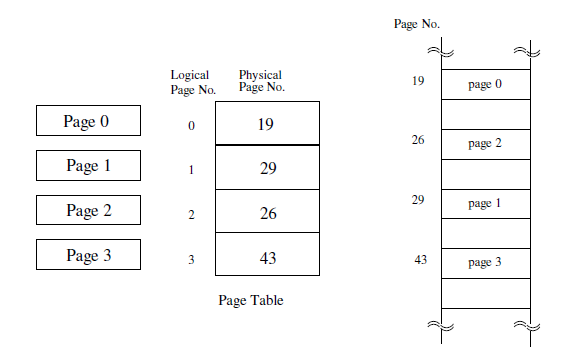 Page No.
Logical Physical
Page No. Page No.
19 page 0
Page 0 0 19
26 page 2
Page 1 1 29
29 page 1
Page 2 2 26
Page 3 3 43
43 page 3
Page Table